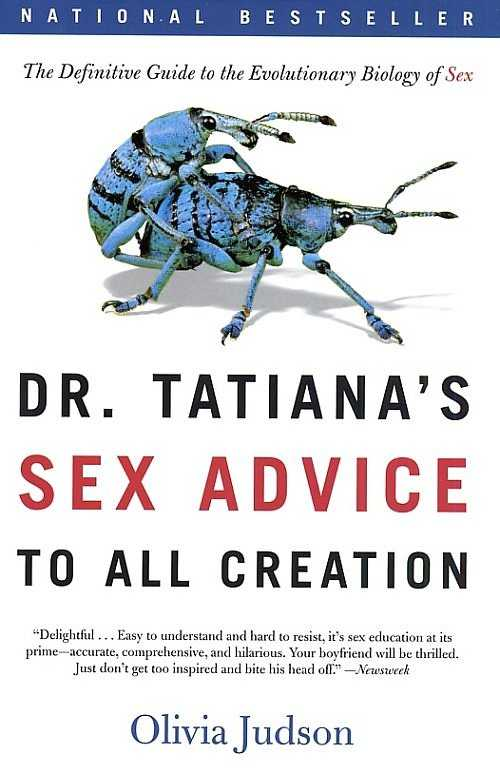 NATIONAL BESTSELLER
The Definitive Guide to the Evolutionary Biology of Sex
DR. TATIANA'S
SEX ADVICE
TO ALL CREATION
“Delightful . . . Easy to understand and hard to resist, it's sex education at its
prime—accurate, comprehensive, and hilarious. Your boyfriend will be thrilled.
Just don't get too inspired and bite his head off.” —Newsweek
Olivia Judson